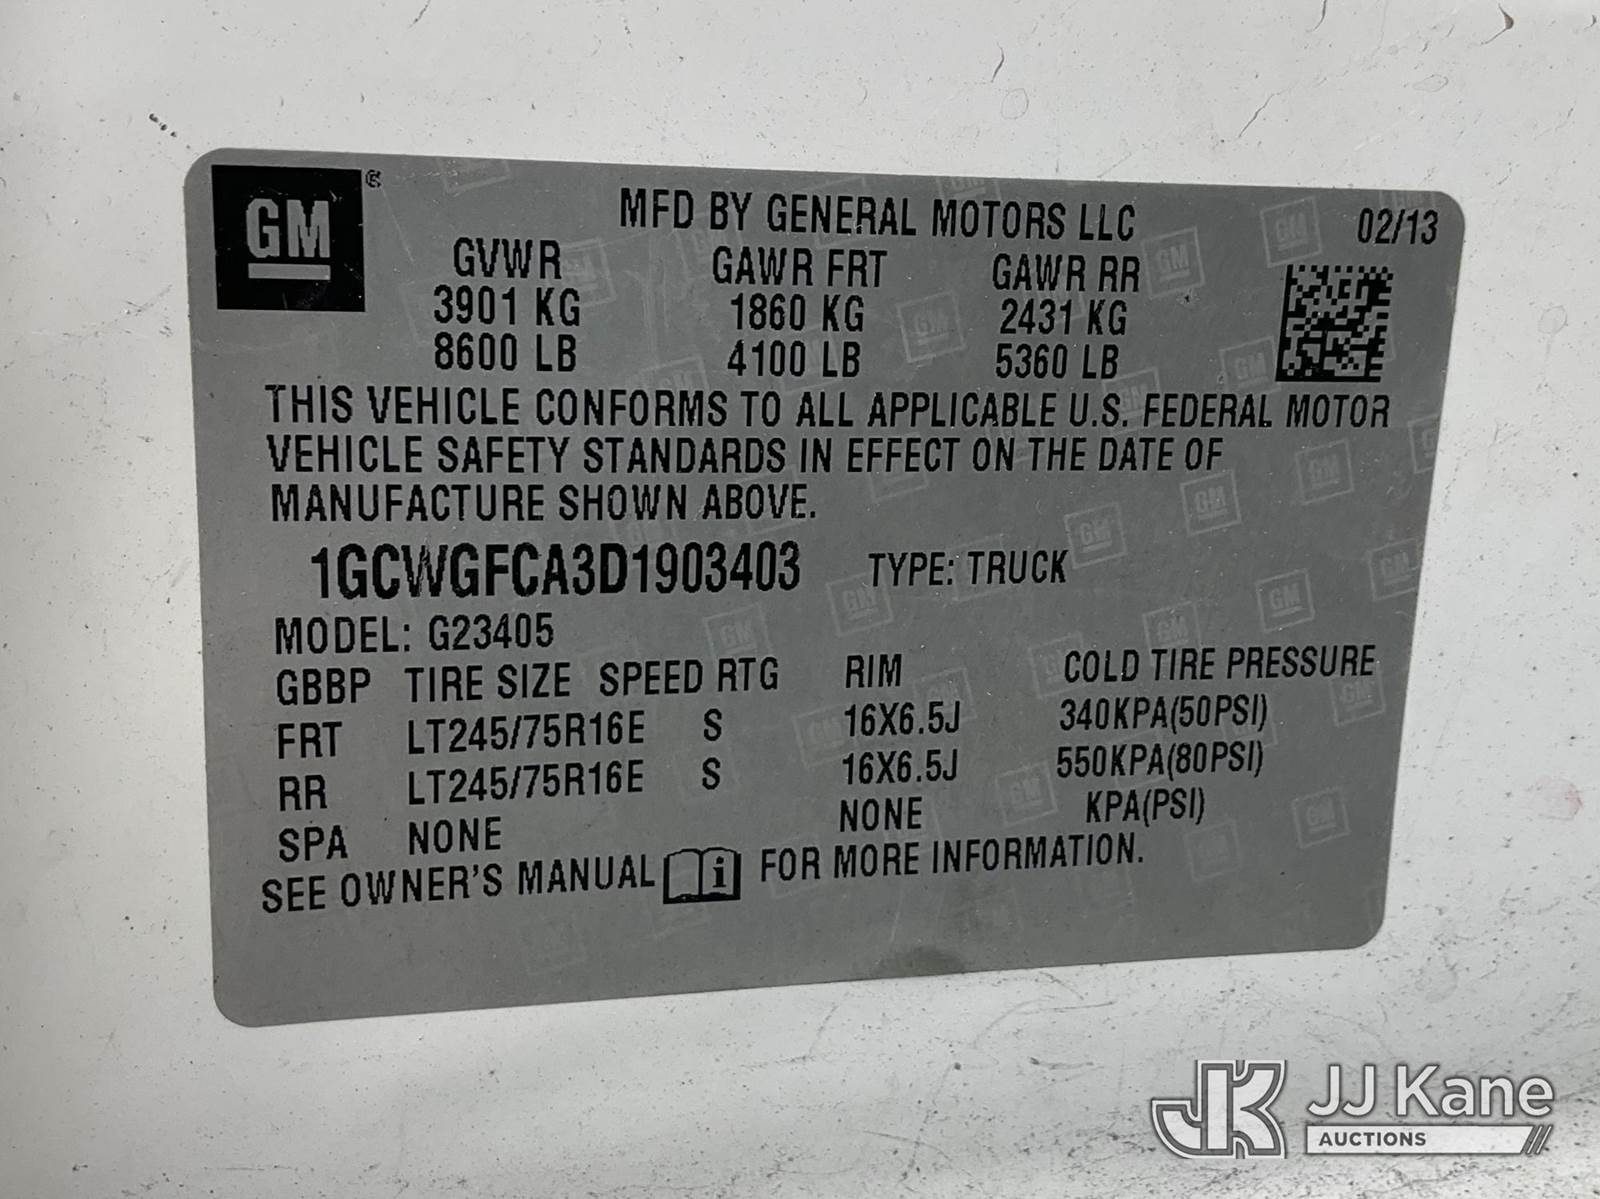 GM
MFD BY GENERAL MOTORS LLC 02/13
GVWR GAWR FRT GAWR RR
3901 KG 1860 KG 2431 KG
8600 LB 4100 LB 5360 LB
THIS VEHICLE CONFORMS TO ALL APPLICABLE U.S. FEDERAL MOTOR
VEHICLE SAFETY STANDARDS IN EFFECT ON THE DATE OF
MANUFACTURE SHOWN ABOVE.
1GCWGFCA3D1903403 TYPE: TRUCK
MODEL: G23405
GBBP TIRE SIZE SPEED RTG RIM COLD TIRE PRESSURE
FRT LT245/75R16E S 16X6.5J 340KPA(50PSI)
RR LT245/75R16E S 16X6.5J 550KPA(80PSI)
SPA NONE NONE KPA(PSI)
SEE OWNER'S MANUAL i FOR MORE INFORMATION.
JK JJ Kane
AUCTIONS